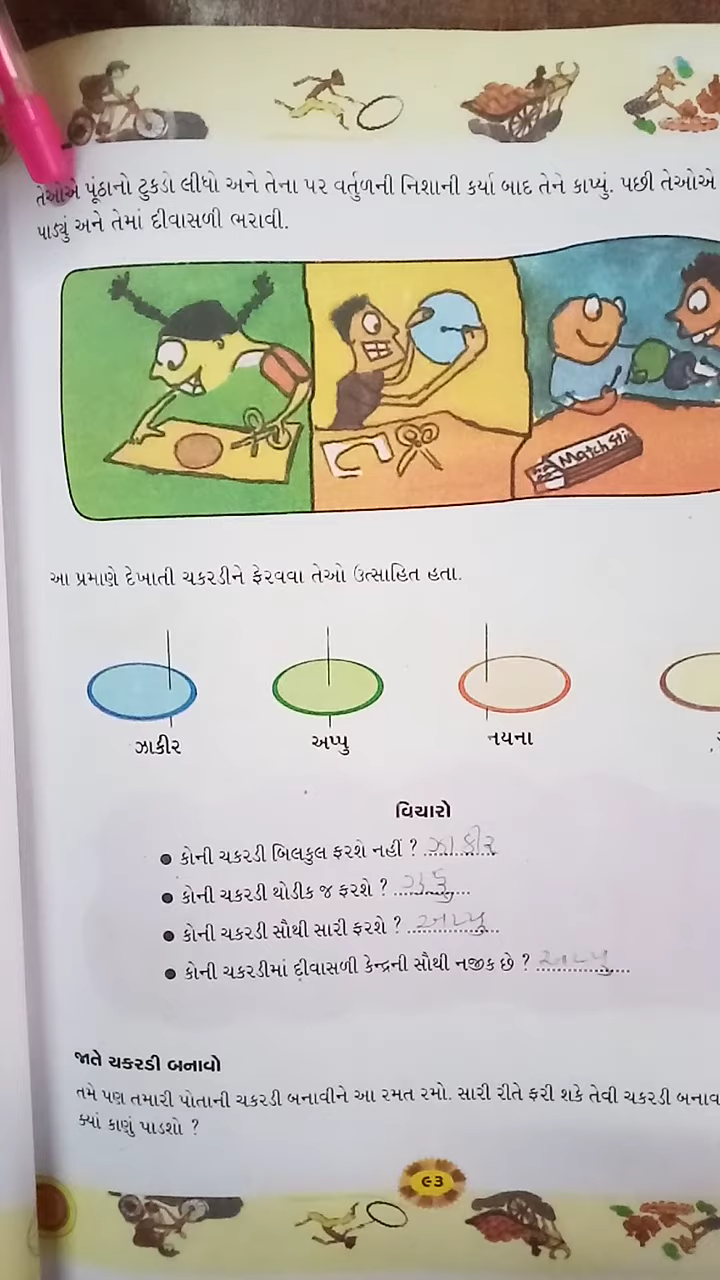 તેઓએ પૂંઠાનો ટુકડો લીધો અને તેના પર વર્તુળની નિશાની કર્યા બાદ તેને કાપ્યું. પછી તેઓએ
પાડ્યું અને તેમાં દીવાસળી ભરાવી.
Match Sti
આ પ્રમાણે દેખાતી ચકરડીને ફેરવવા તેઓ ઉત્સાહિત હતા.
ઝાકીર અપ્પુ નયના
વિચારો
● કોની ચકરડી બિલકુલ ફરશે નહીં ? ઝાકીર
● કોની ચકરડી થોડીક જ ફરશે ?
● કોની ચકરડી સૌથી સારી ફરશે ? અપ્પુ
● કોની ચકરડીમાં દીવાસળી કેન્દ્રની સૌથી નજીક છે ? અપ્પુ
જાતે ચકરડી બનાવો
તમે પણ તમારી પોતાની ચકરડી બનાવીને આ રમત રમો. સારી રીતે ફરી શકે તેવી ચકરડી બનાવ
ક્યાં કાણું પાડશો ?
૯૩